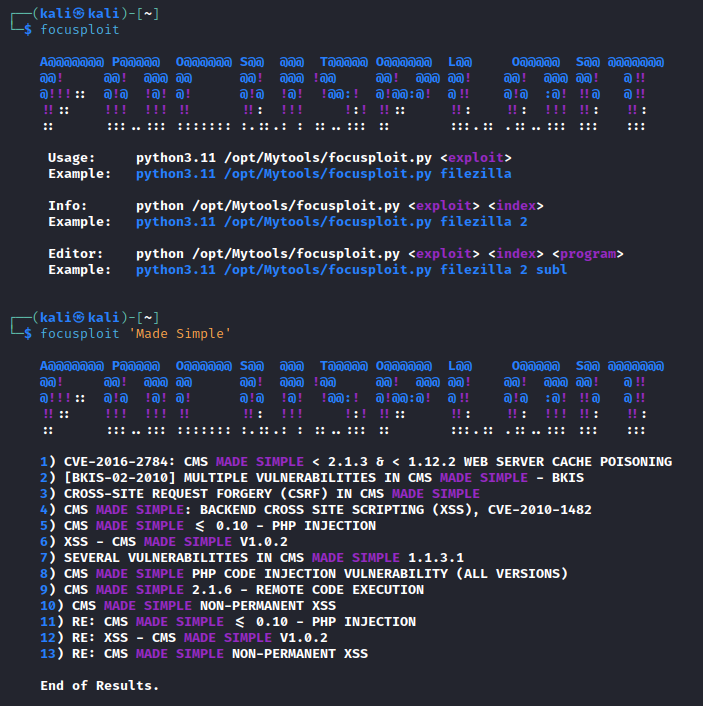 (kali㉿kali)-[~]
$ focusploit
Usage: python3.11 /opt/Mytools/focusploit.py <exploit>
Example: python3.11 /opt/Mytools/focusploit.py filezilla
Info: python /opt/Mytools/focusploit.py <exploit> <index>
Example: python3.11 /opt/Mytools/focusploit.py filezilla 2
Editor: python /opt/Mytools/focusploit.py <exploit> <index> <program>
Example: python3.11 /opt/Mytools/focusploit.py filezilla 2 subl
(kali㉿kali)-[~]
$ focusploit 'Made Simple'
1) CVE-2016-2784: CMS MADE SIMPLE < 2.1.3 & < 1.12.2 WEB SERVER CACHE POISONING
2) [BKIS-02-2010] MULTIPLE VULNERABILITIES IN CMS MADE SIMPLE - BKIS
3) CROSS-SITE REQUEST FORGERY (CSRF) IN CMS MADE SIMPLE
4) CMS MADE SIMPLE: BACKEND CROSS SITE SCRIPTING (XSS), CVE-2010-1482
5) CMS MADE SIMPLE <= 0.10 - PHP INJECTION
6) XSS - CMS MADE SIMPLE V1.0.2
7) SEVERAL VULNERABILITIES IN CMS MADE SIMPLE 1.1.3.1
8) CMS MADE SIMPLE PHP CODE INJECTION VULNERABILITY (ALL VERSIONS)
9) CMS MADE SIMPLE 2.1.6 - REMOTE CODE EXECUTION
10) CMS MADE SIMPLE NON-PERMANENT XSS
11) RE: CMS MADE SIMPLE <= 0.10 - PHP INJECTION
12) RE: XSS - CMS MADE SIMPLE V1.0.2
13) RE: CMS MADE SIMPLE NON-PERMANENT XSS
End of Results.